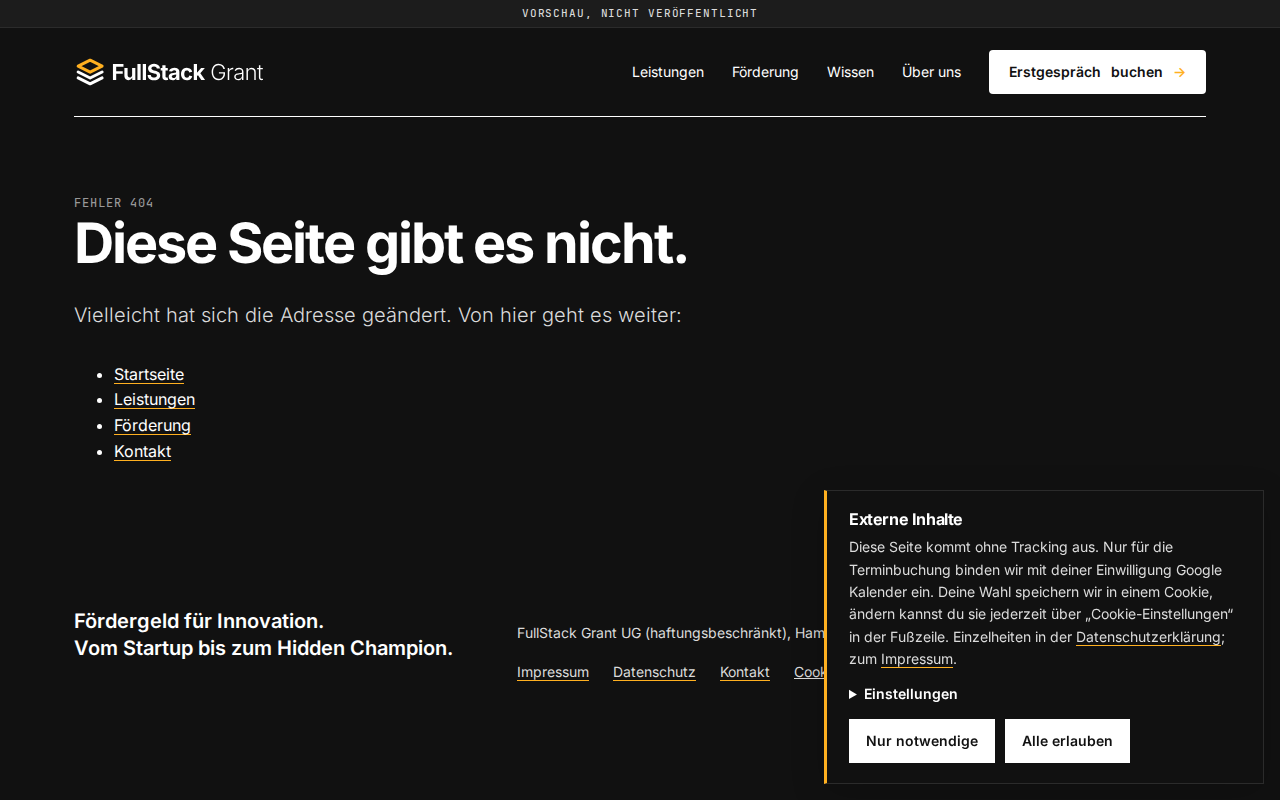 VORSCHAU, NICHT VERÖFFENTLICHT
FullStack Grant
Leistungen Förderung Wissen Über uns Erstgespräch buchen →
FEHLER 404
Diese Seite gibt es nicht.
Vielleicht hat sich die Adresse geändert. Von hier geht es weiter:
• Startseite
• Leistungen
• Förderung
• Kontakt
Fördergeld für Innovation.
Vom Startup bis zum Hidden Champion.
FullStack Grant UG (haftungsbeschränkt), Ham
Impressum Datenschutz Kontakt Cook
Externe Inhalte
Diese Seite kommt ohne Tracking aus. Nur für die
Terminbuchung binden wir mit deiner Einwilligung Google
Kalender ein. Deine Wahl speichern wir in einem Cookie,
ändern kannst du sie jederzeit über „Cookie-Einstellungen“
in der Fußzeile. Einzelheiten in der Datenschutzerklärung;
zum Impressum.
▶ Einstellungen
Nur notwendige Alle erlauben